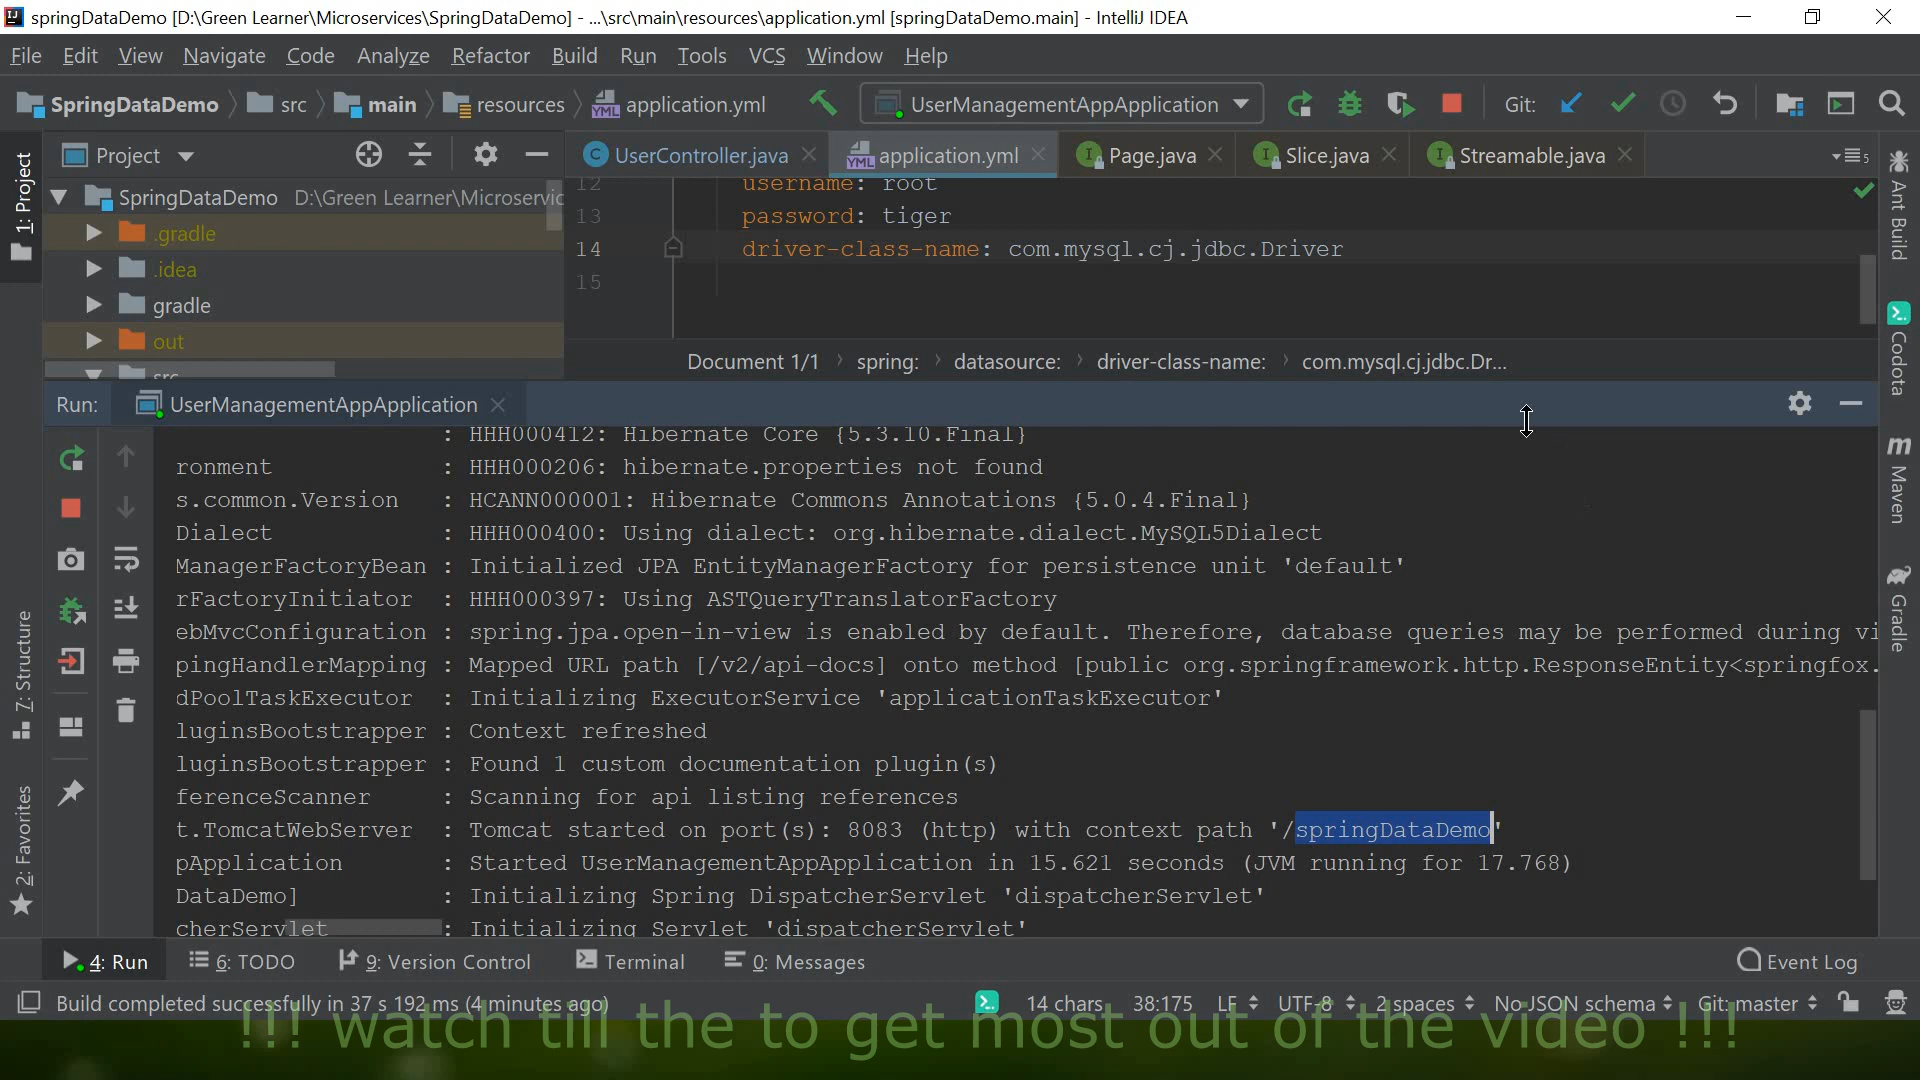 springDataDemo [D:\Green Learner\Microservices\SpringDataDemo] - ...\src\main\resources\application.yml [springDataDemo.main] - IntelliJ IDEA
File Edit View Navigate Code Analyze Refactor Build Run Tools VCS Window Help
SpringDataDemo src main resources application.yml UserManagementAppApplication Git:
1: Project
Project
UserController.java application.yml Page.java Slice.java Streamable.java 5
SpringDataDemo D:\Green Learner\Microservic
.gradle
.idea
gradle
out
src
12 username: root
13 password: tiger
14 driver-class-name: com.mysql.cj.jdbc.Driver
15
Document 1/1 spring: datasource: driver-class-name: com.mysql.cj.jdbc.Dr...
Ant Build
Codota
Maven
Gradle
Run: UserManagementAppApplication
: HHH000412: Hibernate Core {5.3.10.Final}
ronment : HHH000206: hibernate.properties not found
s.common.Version : HCANN000001: Hibernate Commons Annotations {5.0.4.Final}
Dialect : HHH000400: Using dialect: org.hibernate.dialect.MySQL5Dialect
ManagerFactoryBean : Initialized JPA EntityManagerFactory for persistence unit 'default'
rFactoryInitiator : HHH000397: Using ASTQueryTranslatorFactory
ebMvcConfiguration : spring.jpa.open-in-view is enabled by default. Therefore, database queries may be performed during vi
pingHandlerMapping : Mapped URL path [/v2/api-docs] onto method [public org.springframework.http.ResponseEntity<springfox.
dPoolTaskExecutor : Initializing ExecutorService 'applicationTaskExecutor'
luginsBootstrapper : Context refreshed
luginsBootstrapper : Found 1 custom documentation plugin(s)
ferenceScanner : Scanning for api listing references
t.TomcatWebServer : Tomcat started on port(s): 8083 (http) with context path '/springDataDemo'
pApplication : Started UserManagementAppApplication in 15.621 seconds (JVM running for 17.768)
DataDemo] : Initializing Spring DispatcherServlet 'dispatcherServlet'
cherServlet : Initializing Servlet 'dispatcherServlet'
7: Structure
2: Favorites
4: Run 6: TODO 9: Version Control Terminal 0: Messages Event Log
Build completed successfully in 37 s 192 ms (4 minutes ago) 14 chars 38:175 LF UTF-8 2 spaces No JSON schema Git: master
!!! watch till the to get most out of the video !!!